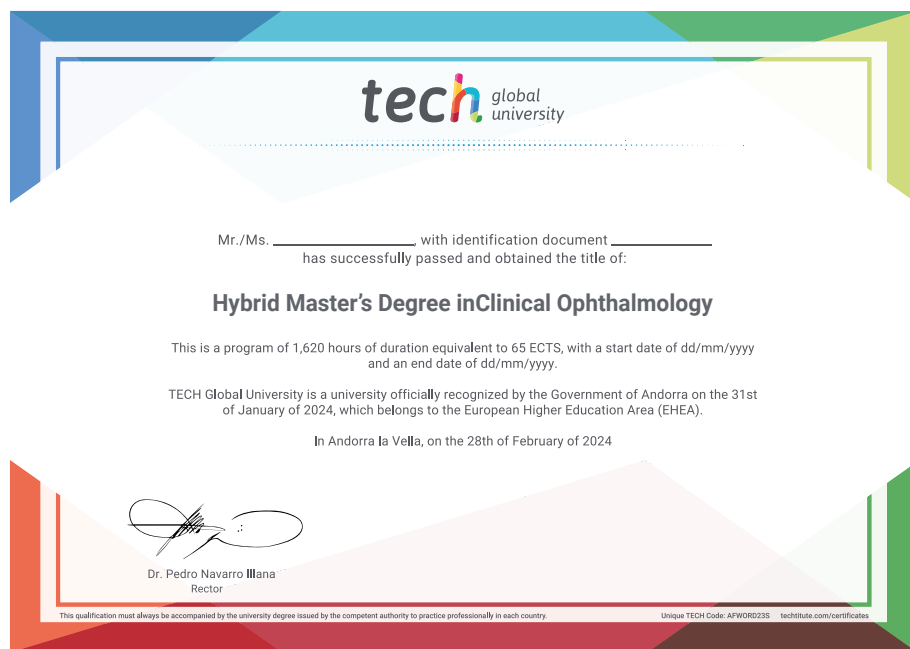 tech global university
Mr./Ms. ____________, with identification document ____________
has successfully passed and obtained the title of:
Hybrid Master's Degree inClinical Ophthalmology
This is a program of 1,620 hours of duration equivalent to 65 ECTS, with a start date of dd/mm/yyyy
and an end date of dd/mm/yyyy.
TECH Global University is a university officially recognized by the Government of Andorra on the 31st
of January of 2024, which belongs to the European Higher Education Area (EHEA).
In Andorra la Vella, on the 28th of February of 2024
Dr. Pedro Navarro Illana
Rector
This qualification must always be accompanied by the university degree issued by the competent authority to practice professionally in each country.
Unique TECH Code: AFWORD23S techtitute.com/certificates